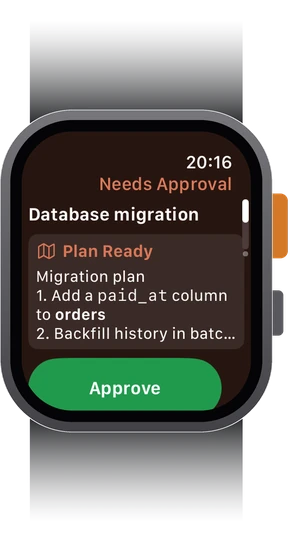 20:16
Needs Approval
Database migration
Plan Ready
Migration plan
1. Add a paid_at column
to orders
2. Backfill history in batc...
Approve